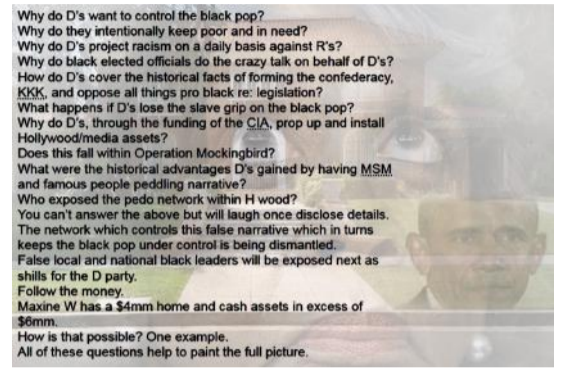 Why do D's want to control the black pop?
Why do they intentionally keep poor and in need?
Why do D's project racism on a daily basis against R's?
Why do black elected officials do the crazy talk on behalf of D's?
How do D's cover the historical facts of forming the confederacy,
KKK, and oppose all things pro black re: legislation?
What happens if D's lose the slave grip on the black pop?
Why do D's, through the funding of the CIA, prop up and install
Hollywood/media assets?
Does this fall within Operation Mockingbird?
What were the historical advantages D's gained by having MSM
and famous people peddling narrative?
Who exposed the pedo network within H wood?
You can't answer the above but will laugh once disclose details.
The network which controls this false narrative which in turns
keeps the black pop under control is being dismantled.
False local and national black leaders will be exposed next as
shills for the D party.
Follow the money.
Maxine W has a $4mm home and cash assets in excess of
$6mm.
How is that possible? One example.
All of these questions help to paint the full picture.